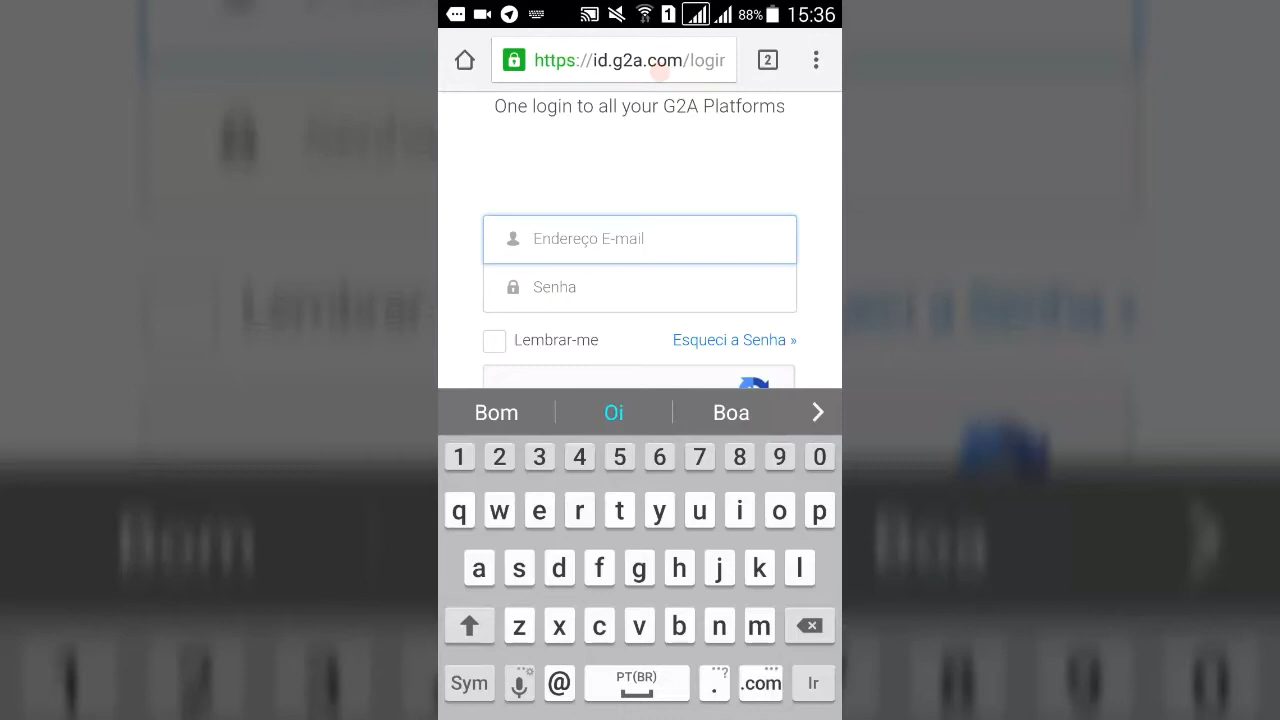 1 88% 15:36
https://id.g2a.com/login 2
One login to all your G2A Platforms
Endereço E-mail
Senha
Lembrar-me Esqueci a Senha »
Bom Oi Boa
1 2 3 4 5 6 7 8 9 0
q w e r t y u i o p
a s d f g h j k l
z x c v b n m
Sym @ PT(BR) . ? .com Ir